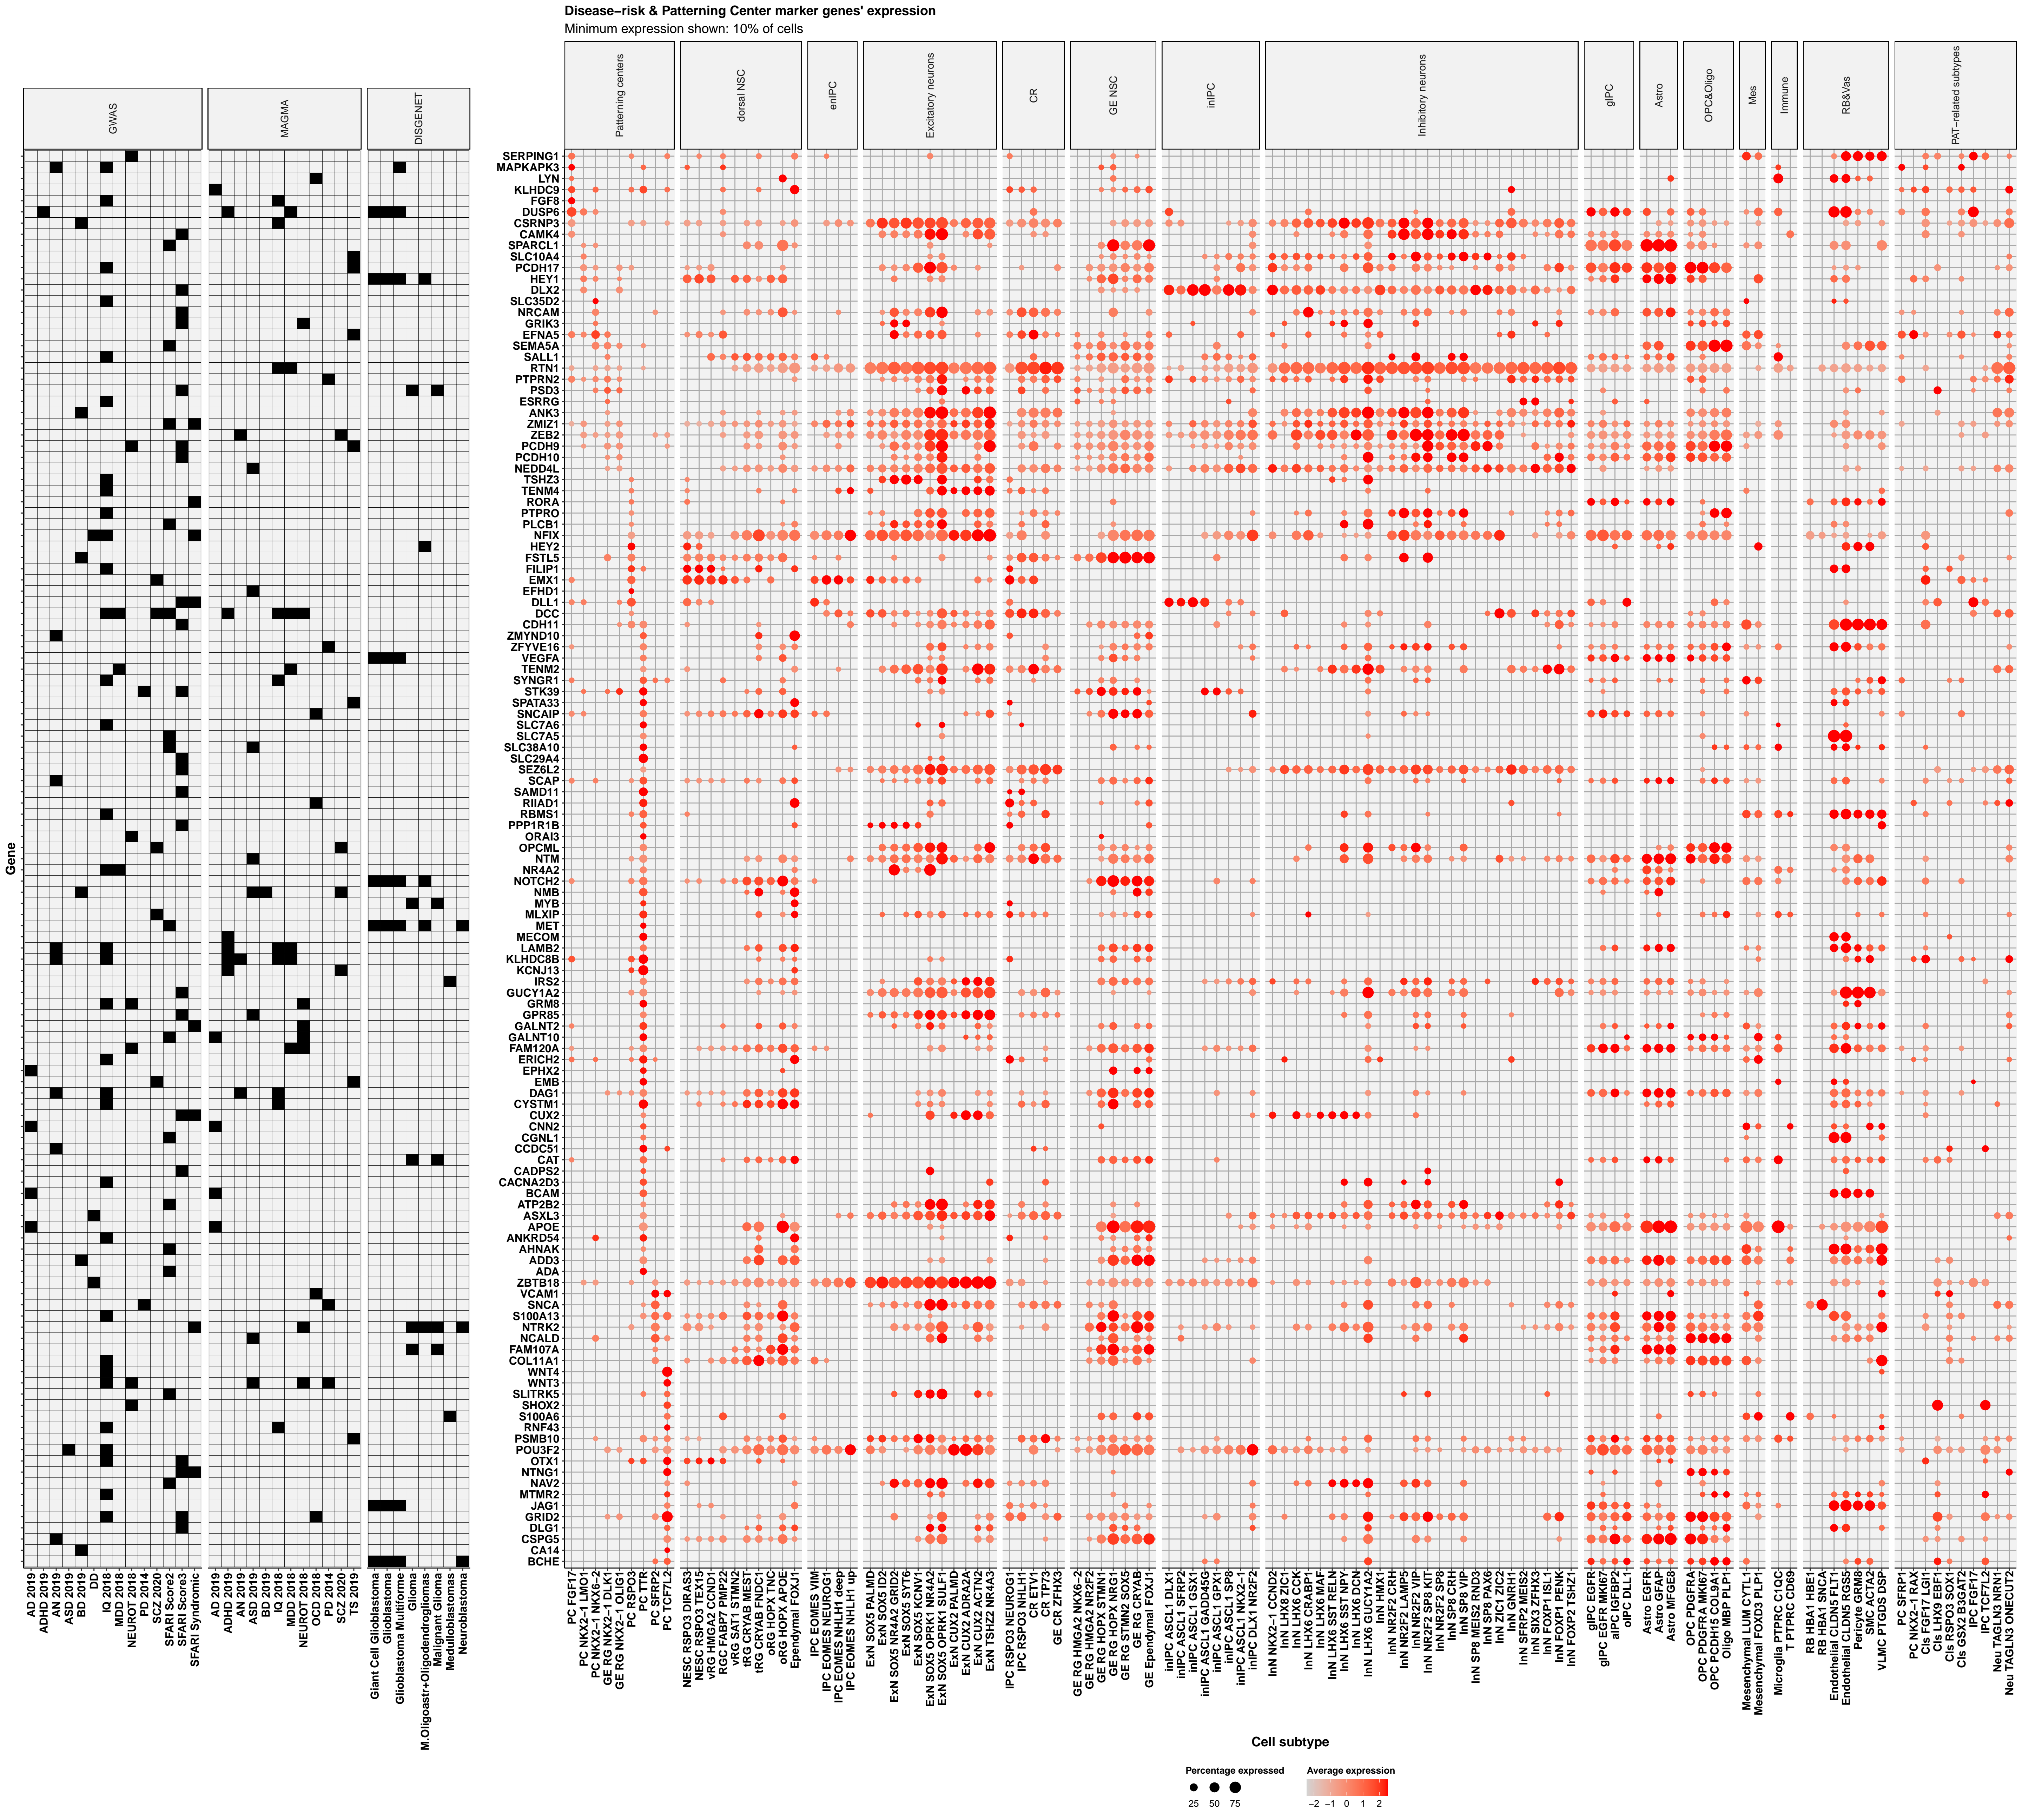 Disease−risk & Patterning Center marker genes' expression
Minimum expression shown: 10% of cells
GWAS
MAGMA
DISGENET
Patterning centers
dorsal NSC
enIPC
Excitatory neurons
CR
GE NSC
inIPC
Inhibitory neurons
gIPC
Astro
OPC&Oligo
Mes
Immune
RB&Vas
PAT−related subtypes
Gene
SERPING1
MAPKAPK3
LYN
KLHDC9
FGF8
DUSP6
CSRNP3
CAMK4
SPARCL1
SLC10A4
PCDH17
HEY1
DLX2
SLC35D2
NRCAM
GRIK3
EFNA5
SEMA5A
SALL1
RTN1
PTPRN2
PSD3
ESRRG
ANK3
ZMIZ1
ZEB2
PCDH9
PCDH10
NEDD4L
TSHZ3
TENM4
RORA
PTPRO
PLCB1
NFIX
HEY2
FSTL5
FILIP1
EMX1
EFHD1
DLL1
DCC
CDH11
ZMYND10
ZFYVE16
VEGFA
TENM2
SYNGR1
STK39
SPATA33
SNCAIP
SLC7A6
SLC7A5
SLC38A10
SLC29A4
SEZ6L2
SCAP
SAMD11
RIIAD1
RBMS1
PPP1R1B
ORAI3
OPCML
NTM
NR4A2
NOTCH2
NMB
MYB
MLXIP
MET
MECOM
LAMB2
KLHDC8B
KCNJ13
IRS2
GUCY1A2
GRM8
GPR85
GALNT2
GALNT10
FAM120A
ERICH2
EPHX2
EMB
DAG1
CYSTM1
CUX2
CNN2
CGNL1
CCDC51
CAT
CADPS2
CACNA2D3
BCAM
ATP2B2
ASXL3
APOE
ANKRD54
AHNAK
ADD3
ADA
ZBTB18
VCAM1
SNCA
S100A13
NTRK2
NCALD
FAM107A
COL11A1
WNT4
WNT3
SLITRK5
SHOX2
S100A6
RNF43
PSMB10
POU3F2
OTX1
NTNG1
NAV2
MTMR2
JAG1
GRID2
DLG1
CSPG5
CA14
BCHE
AD 2019
ADHD 2019
AN 2019
ASD 2019
BD 2019
DD
IQ 2018
MDD 2018
NEUROT 2018
PD 2014
SCZ 2020
SFARI Score2
SFARI Score3
SFARI Syndromic
AD 2019
ADHD 2019
AN 2019
ASD 2019
BD 2019
IQ 2018
MDD 2018
NEUROT 2018
OCD 2018
PD 2014
SCZ 2020
TS 2019
Giant Cell Glioblastoma
Glioblastoma
Glioblastoma Multiforme
Glioma
M.Oligoastr+Oligodendroglioma
Malignant Glioma
Medulloblastoma
Neuroblastoma
PC FGF17
PC NKX2−1 LMO1
PC NKX2−1 NKX6−2
GE RG NKX2−1 DLK1
GE RG NKX2−1 OLIG1
PC RSPO3
PC TTR
PC SFRP2
PC TCF7L2
NESC RSPO3 DIRAS3
NESC RSPO3 TEX15
vRG HMGA2 CCND1
RGC FABP7 PMP22
vRG SAT1 STMN2
tRG CRYAB MEST
tRG CRYAB FNDC1
oRG HOPX TNC
oRG HOPX APOE
Ependymal FOXJ1
IPC EOMES VIM
IPC EOMES NEUROG1
IPC EOMES NHLH1 deep
IPC EOMES NHLH1 up
ExN SOX5 PALMD
ExN SOX5 ID2
ExN SOX5 NR4A2 GRID2
ExN SOX5 SYT6
ExN SOX5 KCNV1
ExN SOX5 OPRK1 NR4A2
ExN SOX5 OPRK1 SULF1
ExN CUX2 PALMD
ExN CUX2 ADRA2A
ExN CUX2 ACTN2
ExN TSHZ2 NR4A3
IPC RSPO3 NEUROG1
IPC RSPO3 NHLH1
CR ETV1
CR TP73
GE CR ZFHX3
GE RG HMGA2 NKX6−2
GE RG HMGA2 NR2F2
GE RG HOPX STMN1
GE RG HOPX NRG1
GE RG STMN2 SOX5
GE RG CRYAB
GE Ependymal FOXJ1
inIPC ASCL1 DLX1
inIPC ASCL1 SFRP2
inIPC ASCL1 GSX1
inIPC ASCL1 GADD45G
inIPC ASCL1 GPX1
inIPC ASCL1 SP8
inIPC ASCL1 NKX2−1
inIPC DLX1 NR2F2
InN NKX2−1 CCND2
InN LHX8 ZIC1
InN LHX6 CCK
InN LHX6 CRABP1
InN LHX6 MAF
InN LHX6 SST RELN
InN LHX6 SST NPY
InN LHX6 DCN
InN LHX6 GUCY1A2
InN HMX1
InN NR2F2 CRH
InN NR2F2 LAMP5
InN NR2F2 VIP
InN NR2F2 SP8 KIT
InN NR2F2 SP8
InN SP8 CRH
InN SP8 VIP
InN SP8 MEIS2 RND3
InN SP8 PAX6
InN ZIC1 ZIC2
InN GNRH1
InN SFRP2 MEIS2
InN SIX3 ZFHX3
InN FOXP1 ISL1
InN FOXP1 PENK
InN FOXP2 TSHZ1
gIPC EGFR
gIPC EGFR MKI67
aIPC IGFBP2
oIPC DLL1
Astro EGFR
Astro GFAP
Astro MFGE8
OPC PDGFRA
OPC PDGFRA MKI67
OPC PCDH15 COL9A1
Oligo MBP PLP1
Mesenchymal LUM CYTL1
Mesenchymal FOXD3 PLP1
Microglia PTPRC C1QC
T PTPRC CD69
RB HBA1 HBE1
RB HBA1 SNCA
Endothelial CLDN5 FLT1
Endothelial CLDN5 RGS5
Pericyte GRM8
SMC ACTA2
VLMC PTGDS DSP
PC SFRP1
PC NKX2−1 RAX
Cls FGF17 LGI1
Cls LHX9 EBF1
Cls RSPO3 SOX1
Cls GSX2 B3GAT2
IPC FGF17
IPC TCF7L2
Neu TAGLN3 NRN1
Neu TAGLN3 ONECUT2
Cell subtype
Percentage expressed
25 50 75
Average expression
−2 −1 0 1 2